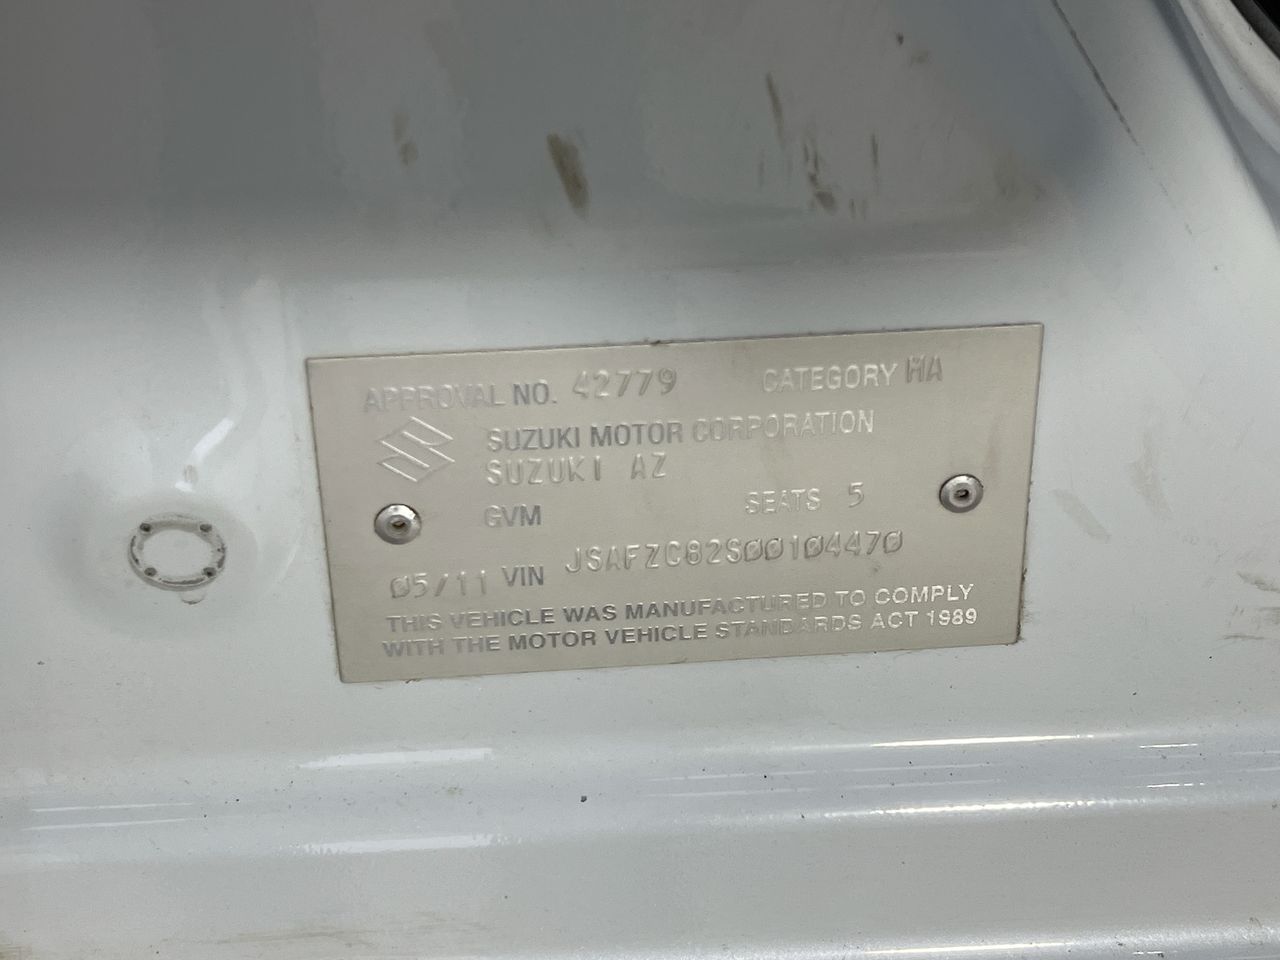 APPROVAL NO. 42779 CATEGORY MA
SUZUKI MOTOR CORPORATION
SUZUKI AZ
GVM SEATS 5
05/11 VIN JSAFZC82S00104470
THIS VEHICLE WAS MANUFACTURED TO COMPLY
WITH THE MOTOR VEHICLE STANDARDS ACT 1989